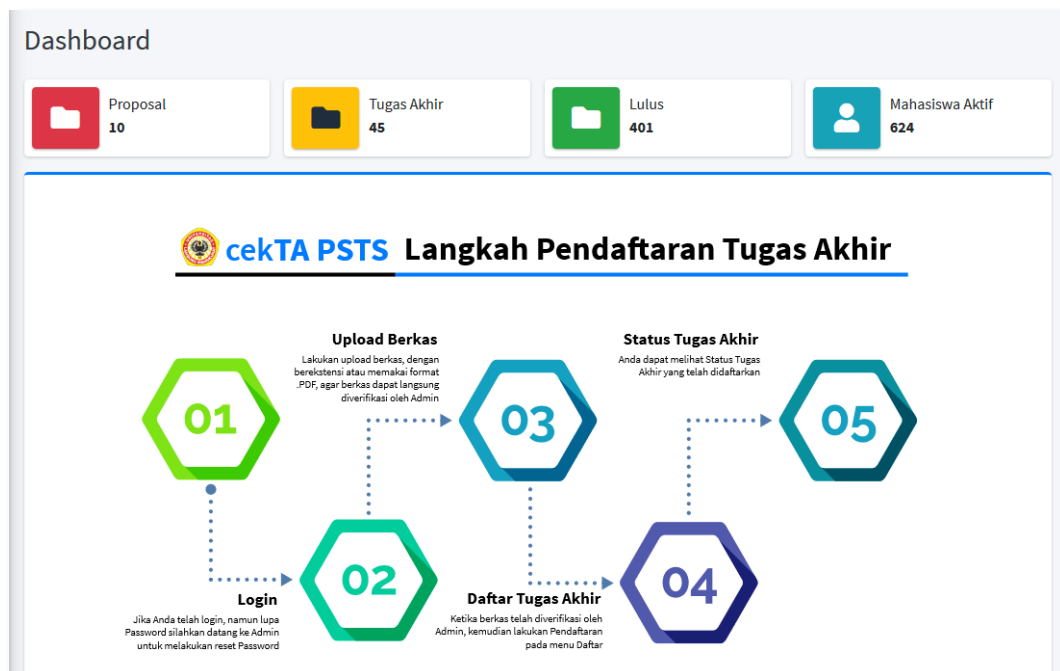 Dashboard
Proposal
10
Tugas Akhir
45
Lulus
401
Mahasiswa Aktif
624
cekTA PSTS Langkah Pendaftaran Tugas Akhir
01
Login
Jika Anda telah login, namun lupa
Password silahkan datang ke Admin
untuk melakukan reset Password
02
Upload Berkas
Lakukan upload berkas, dengan
berekstensi atau memakai format
.PDF, agar berkas dapat langsung
diverifikasi oleh Admin
03
Daftar Tugas Akhir
Ketika berkas telah diverifikasi oleh
Admin, kemudian lakukan Pendaftaran
pada menu Daftar
04
Status Tugas Akhir
Anda dapat melihat Status Tugas
Akhir yang telah didaftarkan
05